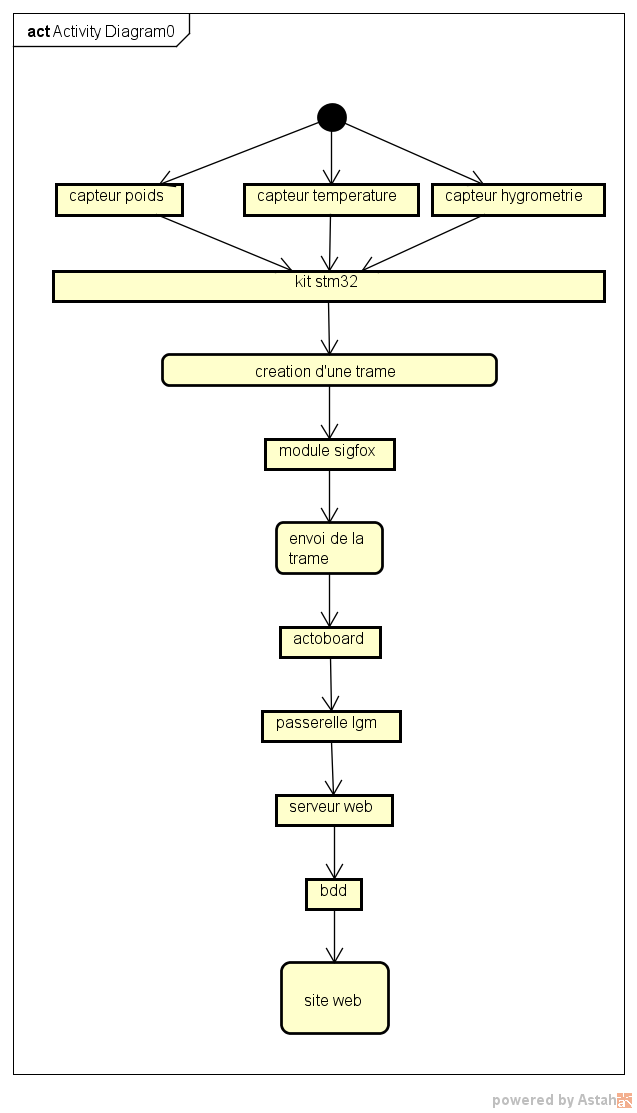 act Activity Diagram0
capteur poids
capteur temperature
capteur hygrometrie
kit stm32
creation d'une trame
module sigfox
envoi de la
trame
actoboard
passerelle lgm
serveur web
bdd
site web
powered by Astah